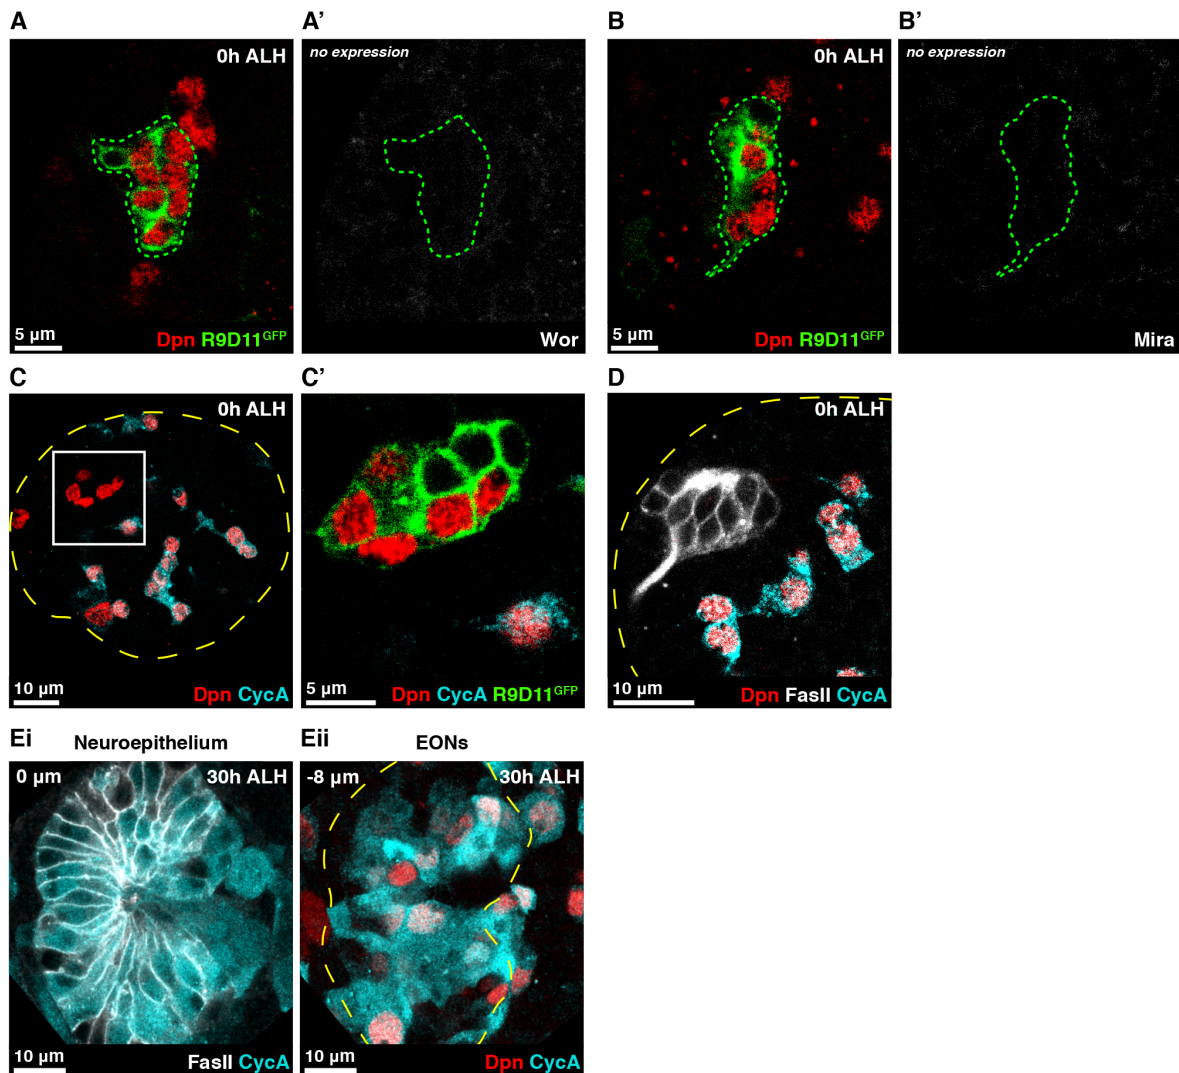 A
A’
B
B’
0h ALH
no expression
0h ALH
no expression
5 µm
Dpn R9D11GFP
Wor
5 µm
Dpn R9D11GFP
Mira
C
C’
D
0h ALH
0h ALH
10 µm
Dpn CycA
5 µm
Dpn CycA R9D11GFP
10 µm
Dpn FasII CycA
Ei
Neuroepithelium
Eii
EONs
0 µm
30h ALH
-8 µm
30h ALH
10 µm
FasII CycA
10 µm
Dpn CycA